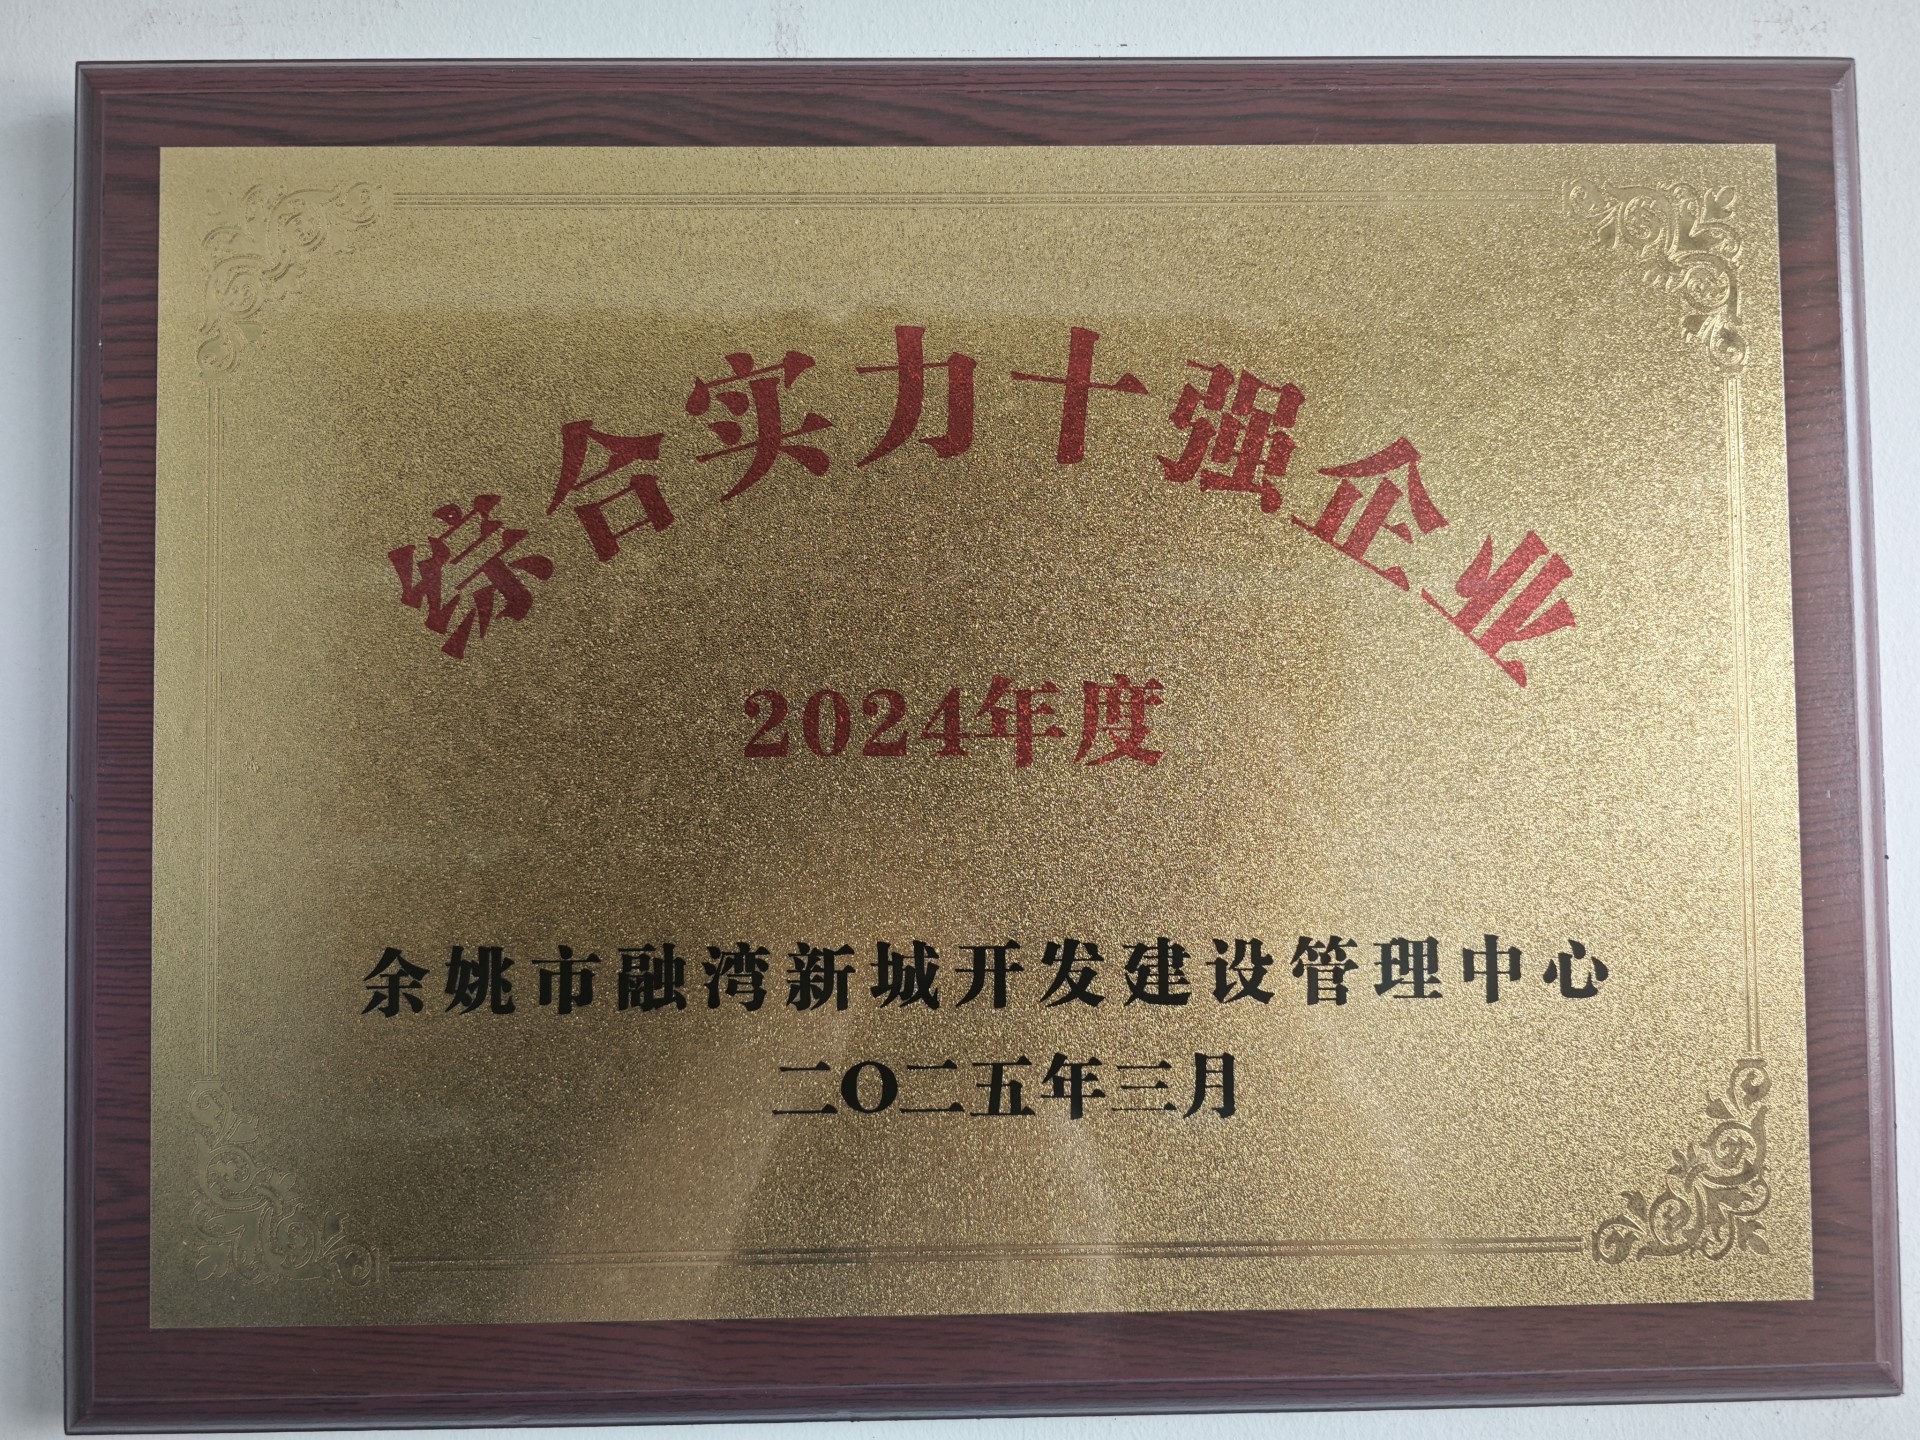 综合实力十强企业
2024年度
余姚市融湾新城开发建设管理中心
二〇二五年三月